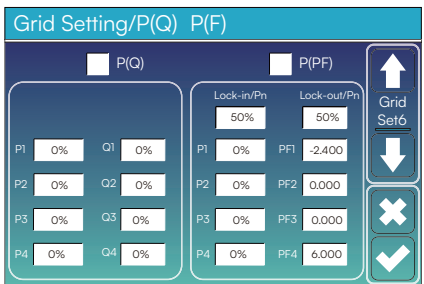 Grid Setting/P(Q) P(F)
P(Q) P(PF)
Lock-in/Pn Lock-out/Pn
50% 50%
P1 0% Q1 0% P1 0% PF1 -2.400
P2 0% Q2 0% P2 0% PF2 0.000
P3 0% Q3 0% P3 0% PF3 0.000
P4 0% Q4 0% P4 0% PF4 6.000
Grid
Set6